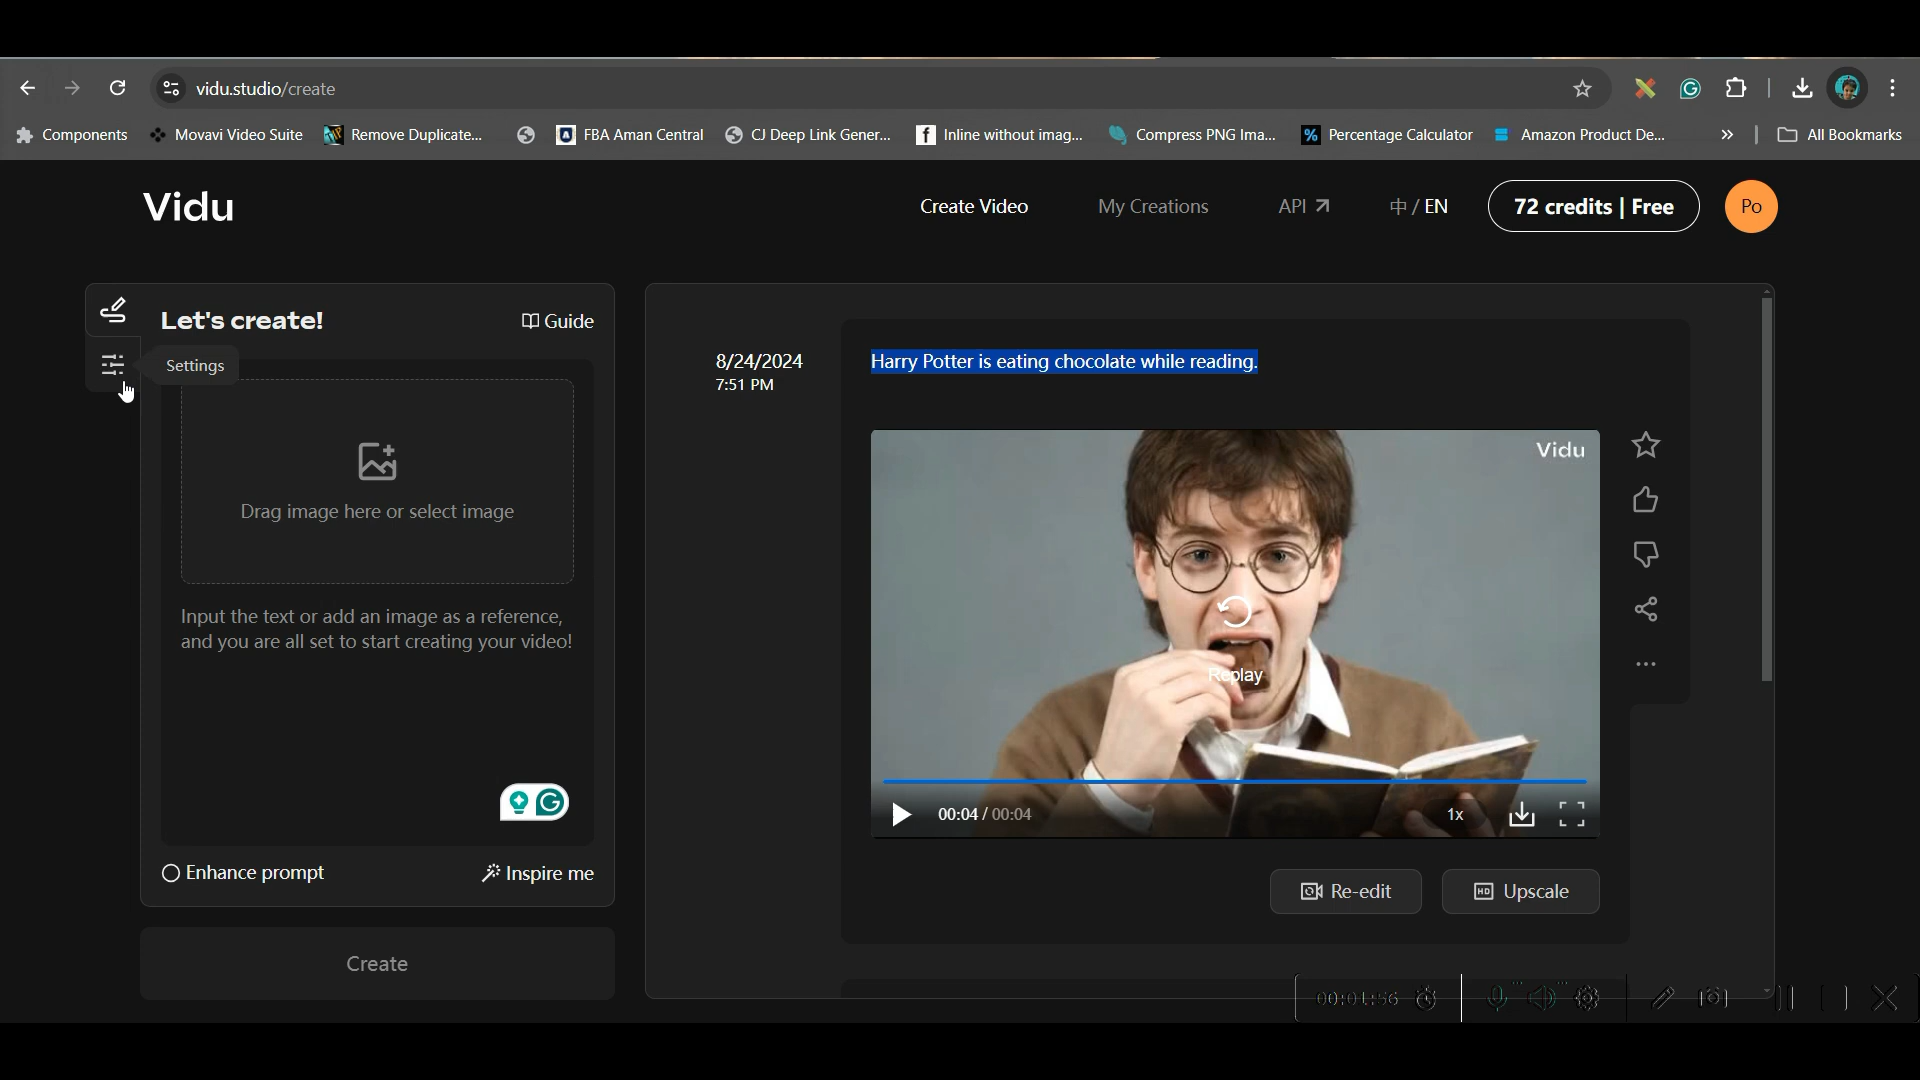 vidu.studio/create
Components
Movavi Video Suite
Remove Duplicate...
FBA Aman Central
CJ Deep Link Gener...
Inline without imag...
Compress PNG Ima...
Percentage Calculator
Amazon Product De...
»
All Bookmarks
Vidu
Create Video
My Creations
API
中 / EN
72 credits | Free
Po
Let's create!
Guide
Settings
Drag image here or select image
Input the text or add an image as a reference,
and you are all set to start creating your video!
Enhance prompt
Inspire me
Create
8/24/2024
7:51 PM
Harry Potter is eating chocolate while reading.
Vidu
Replay
00:04 / 00:04
1x
Re-edit
HD Upscale
00:01:56